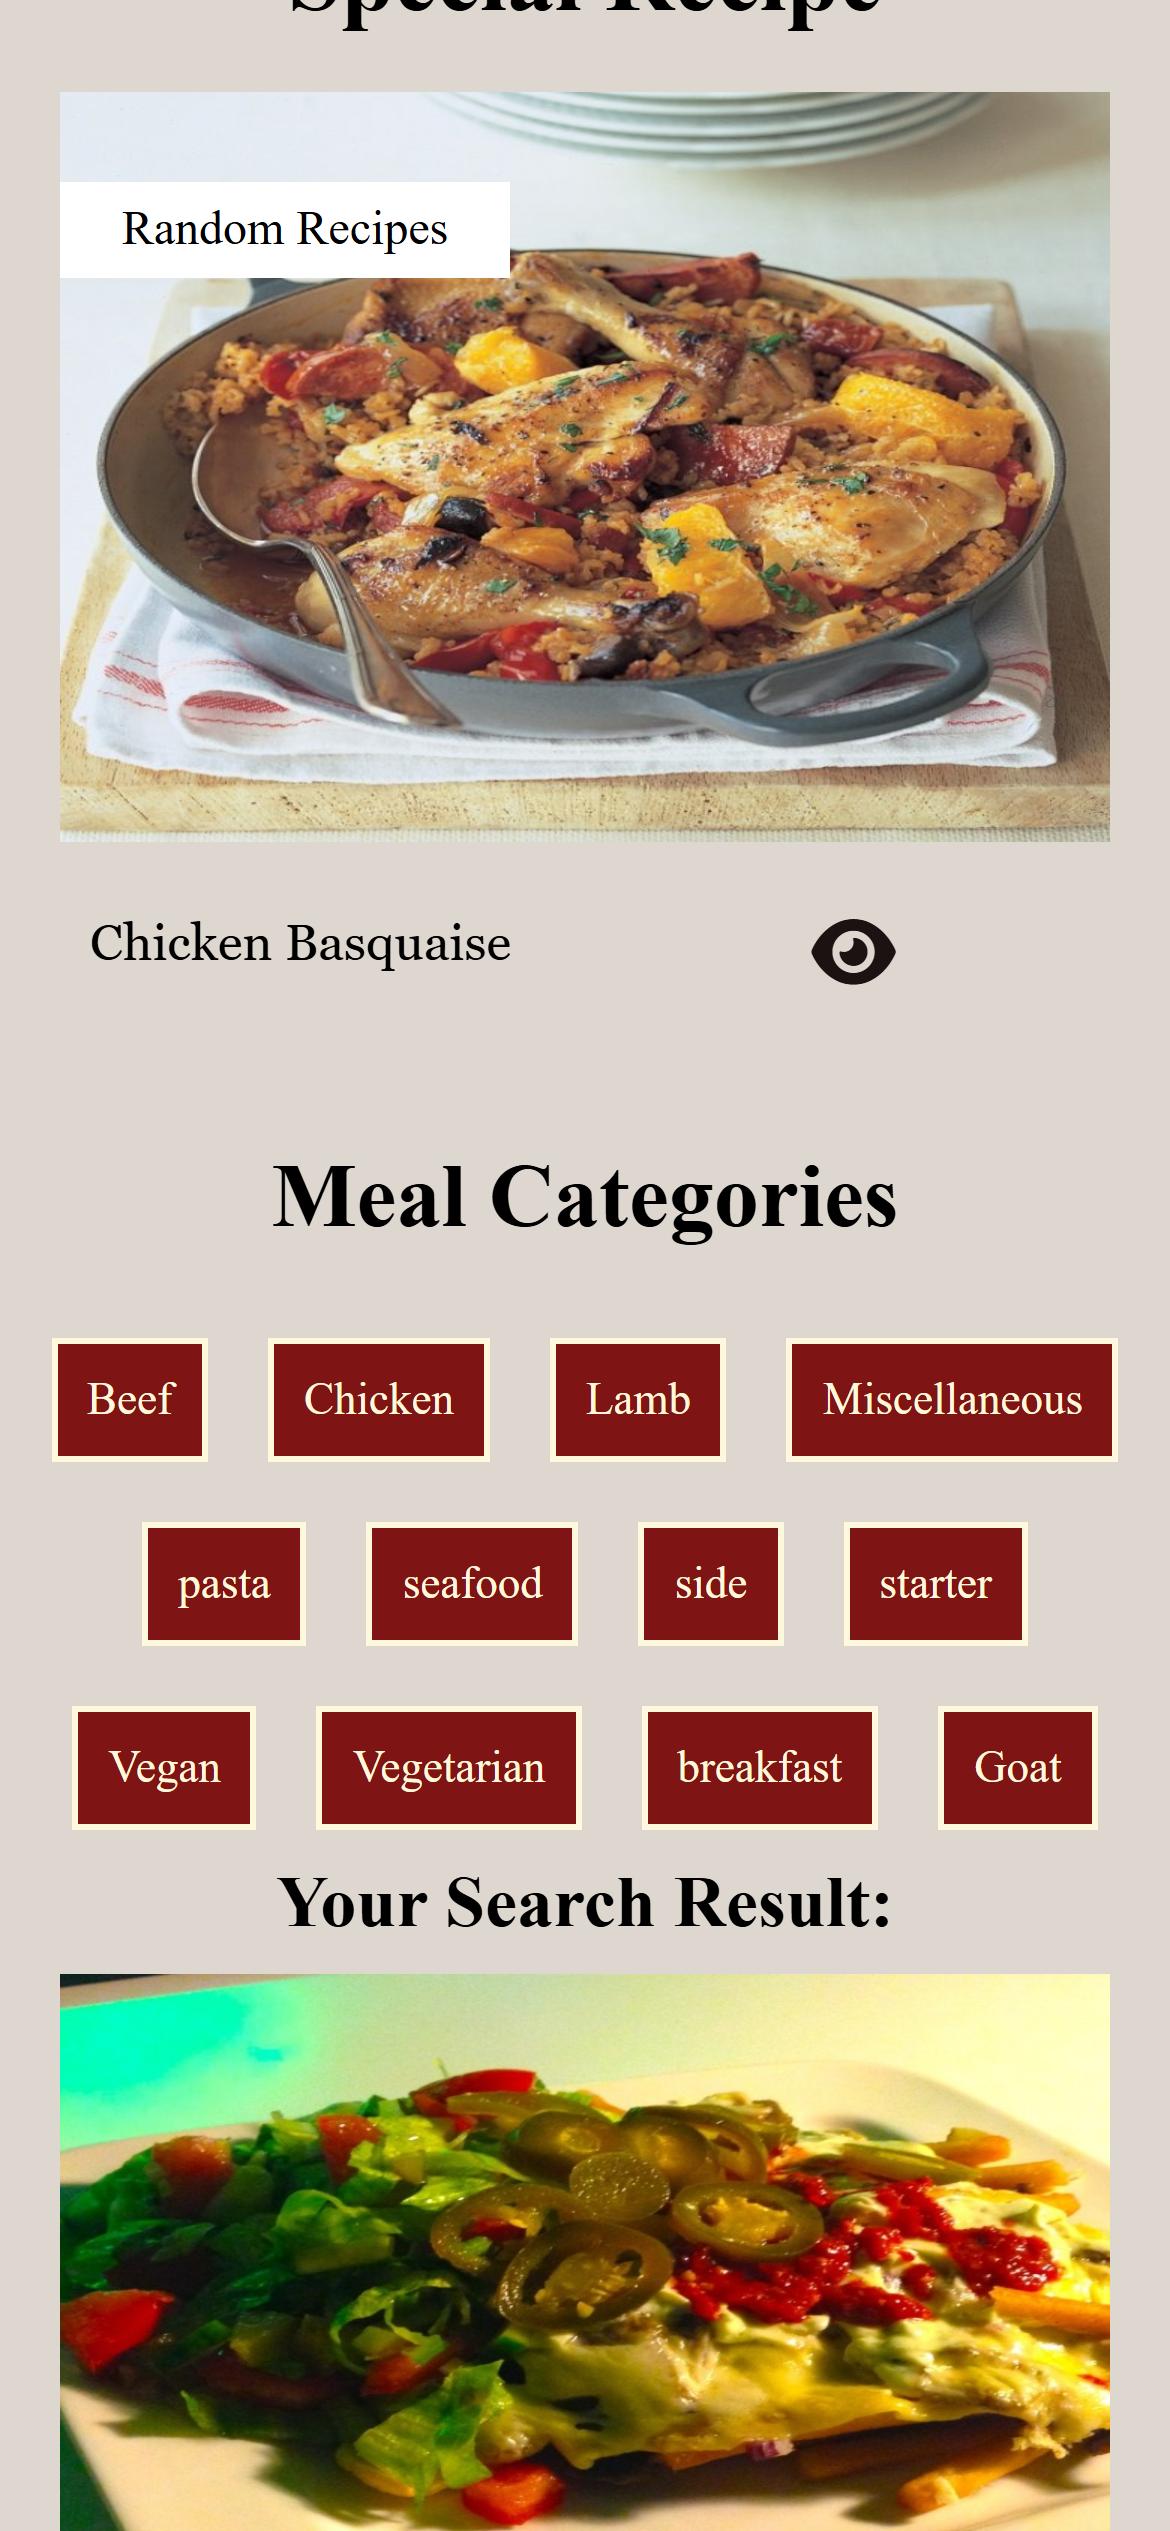 Special Recipe
Random Recipes
Chicken Basquaise
Meal Categories
Beef Chicken Lamb Miscellaneous
pasta seafood side starter
Vegan Vegetarian breakfast Goat
Your Search Result: